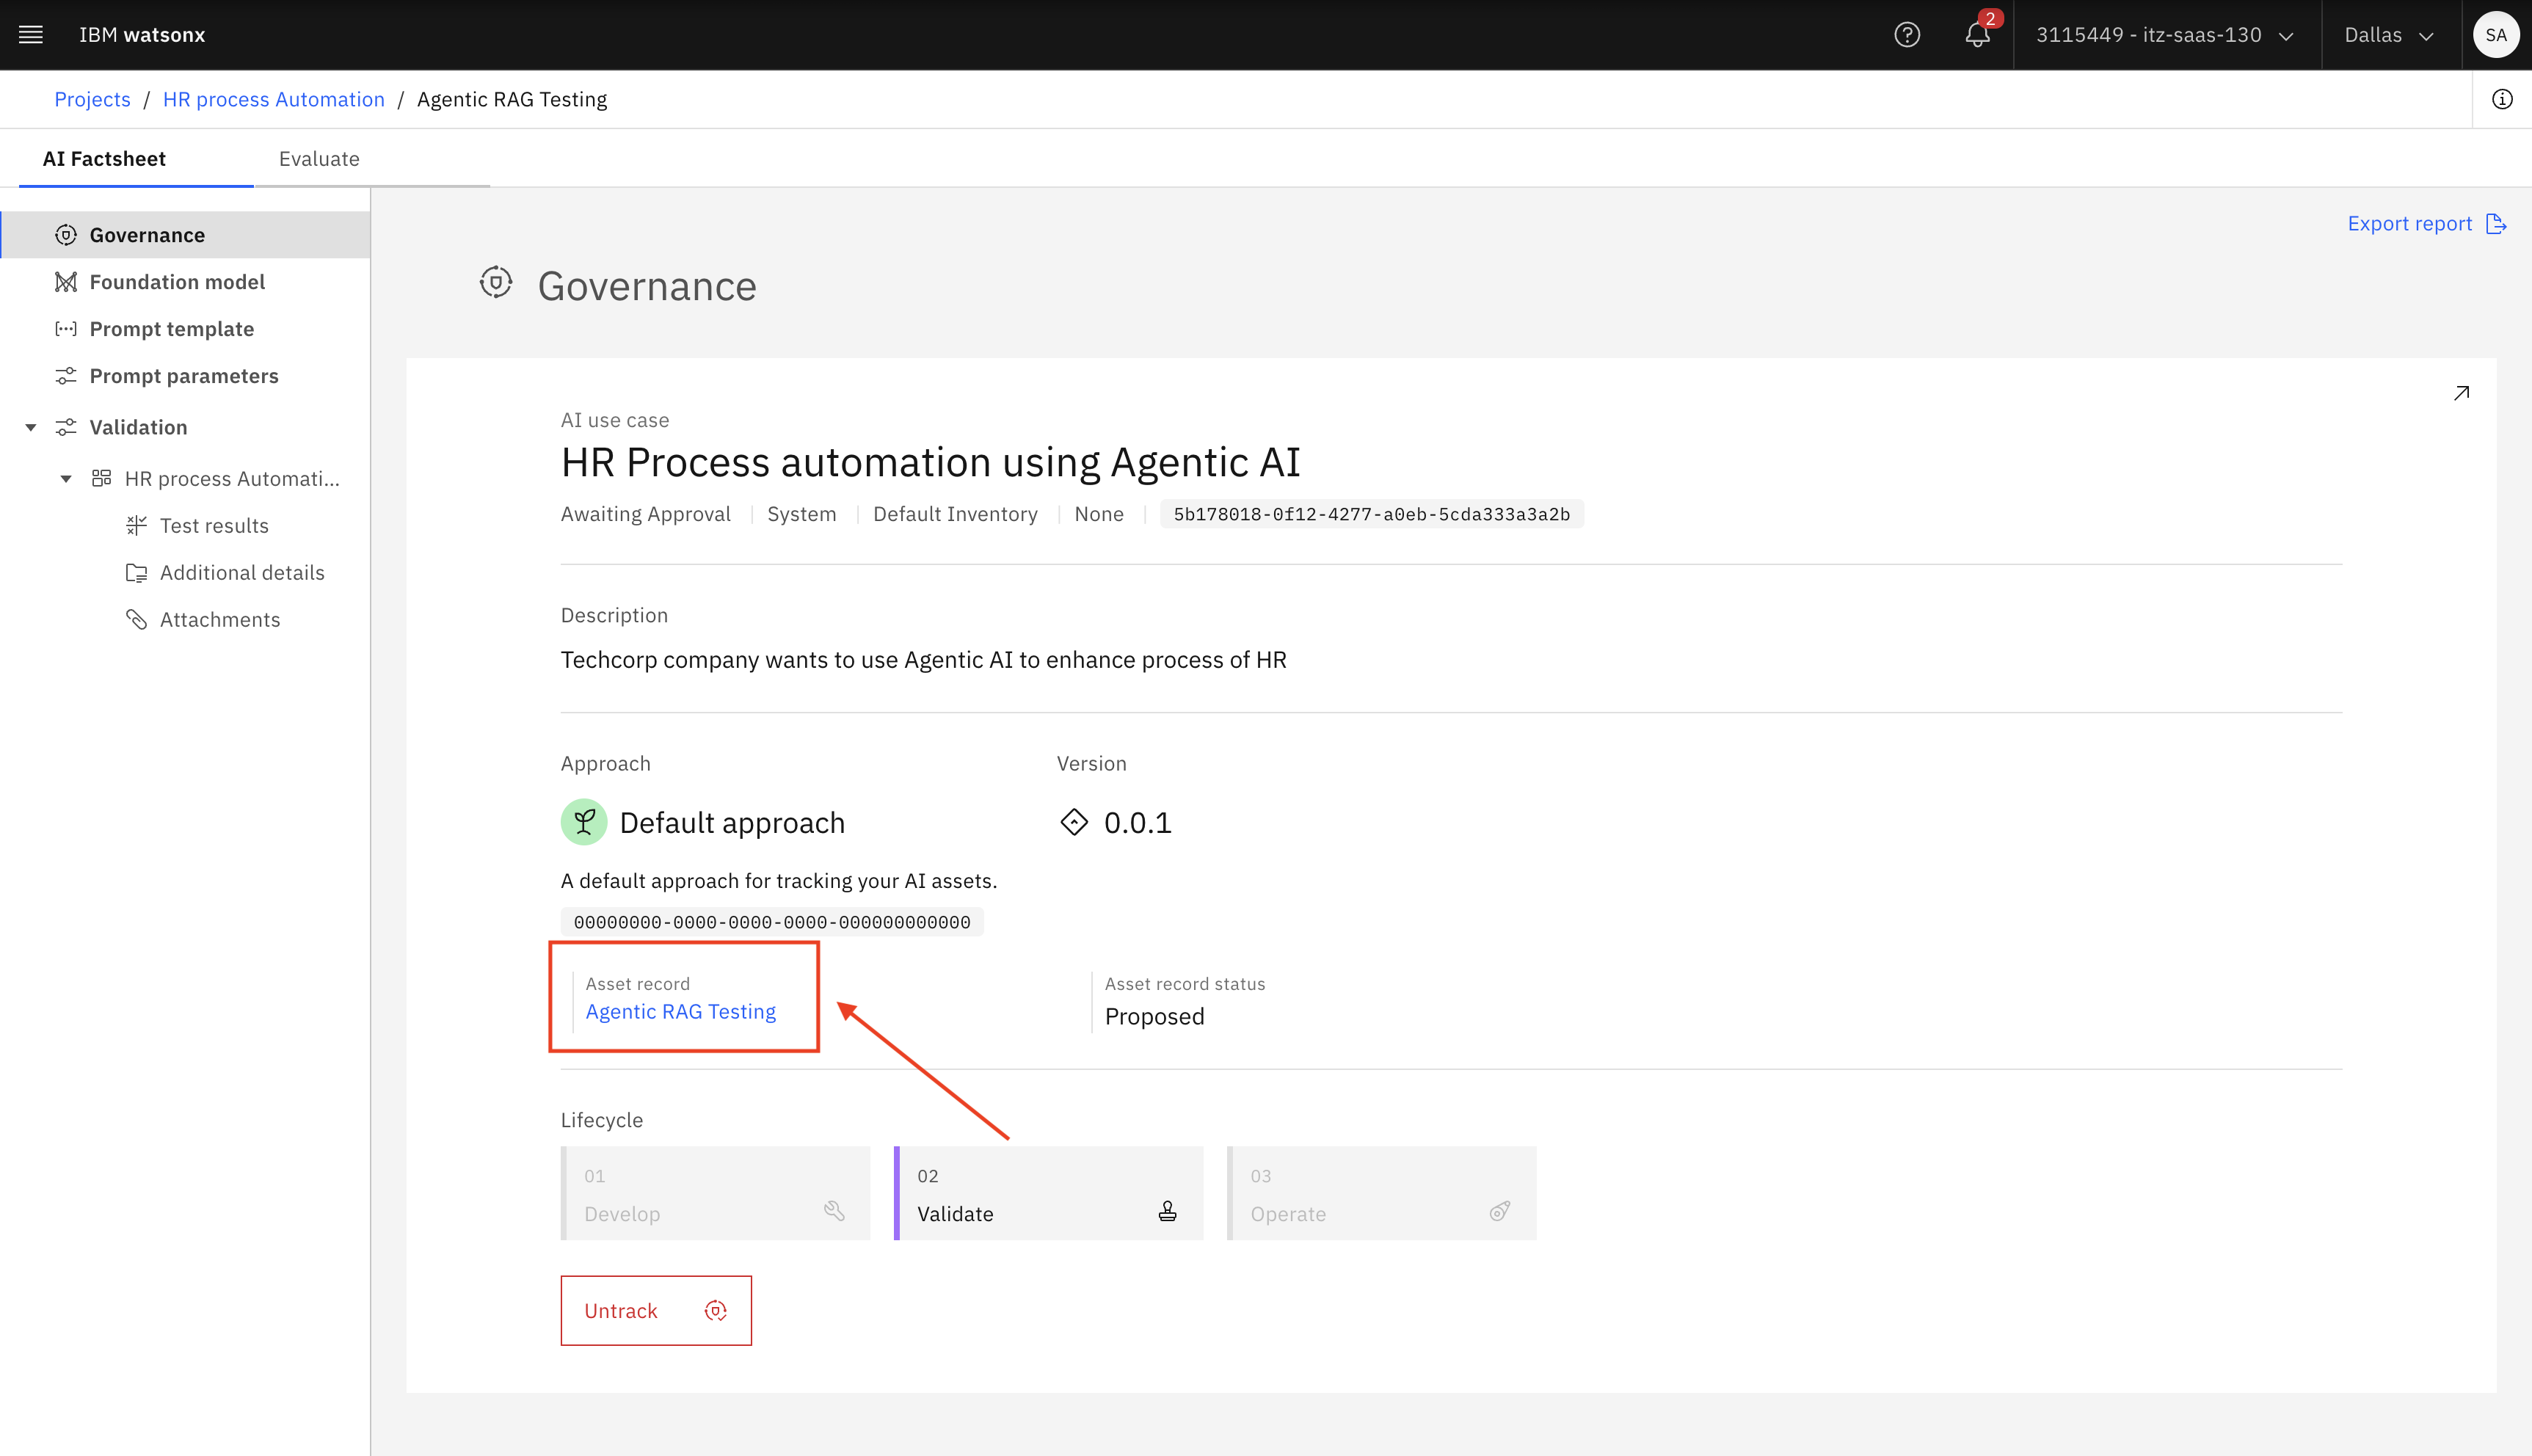 IBM watsonx
2
3115449 - itz-saas-130
Dallas
SA
Projects / HR process Automation / Agentic RAG Testing
AI Factsheet
Evaluate
Governance
Foundation model
Prompt template
Prompt parameters
Validation
HR process Automati...
Test results
Additional details
Attachments
Export report
Governance
AI use case
HR Process automation using Agentic AI
Awaiting Approval | System | Default Inventory | None | 5b178018-0f12-4277-a0eb-5cda333a3a2b
Description
Techcorp company wants to use Agentic AI to enhance process of HR
Approach
Version
Default approach
0.0.1
A default approach for tracking your AI assets.
00000000-0000-0000-0000-000000000000
Asset record
Agentic RAG Testing
Asset record status
Proposed
Lifecycle
01
Develop
02
Validate
03
Operate
Untrack